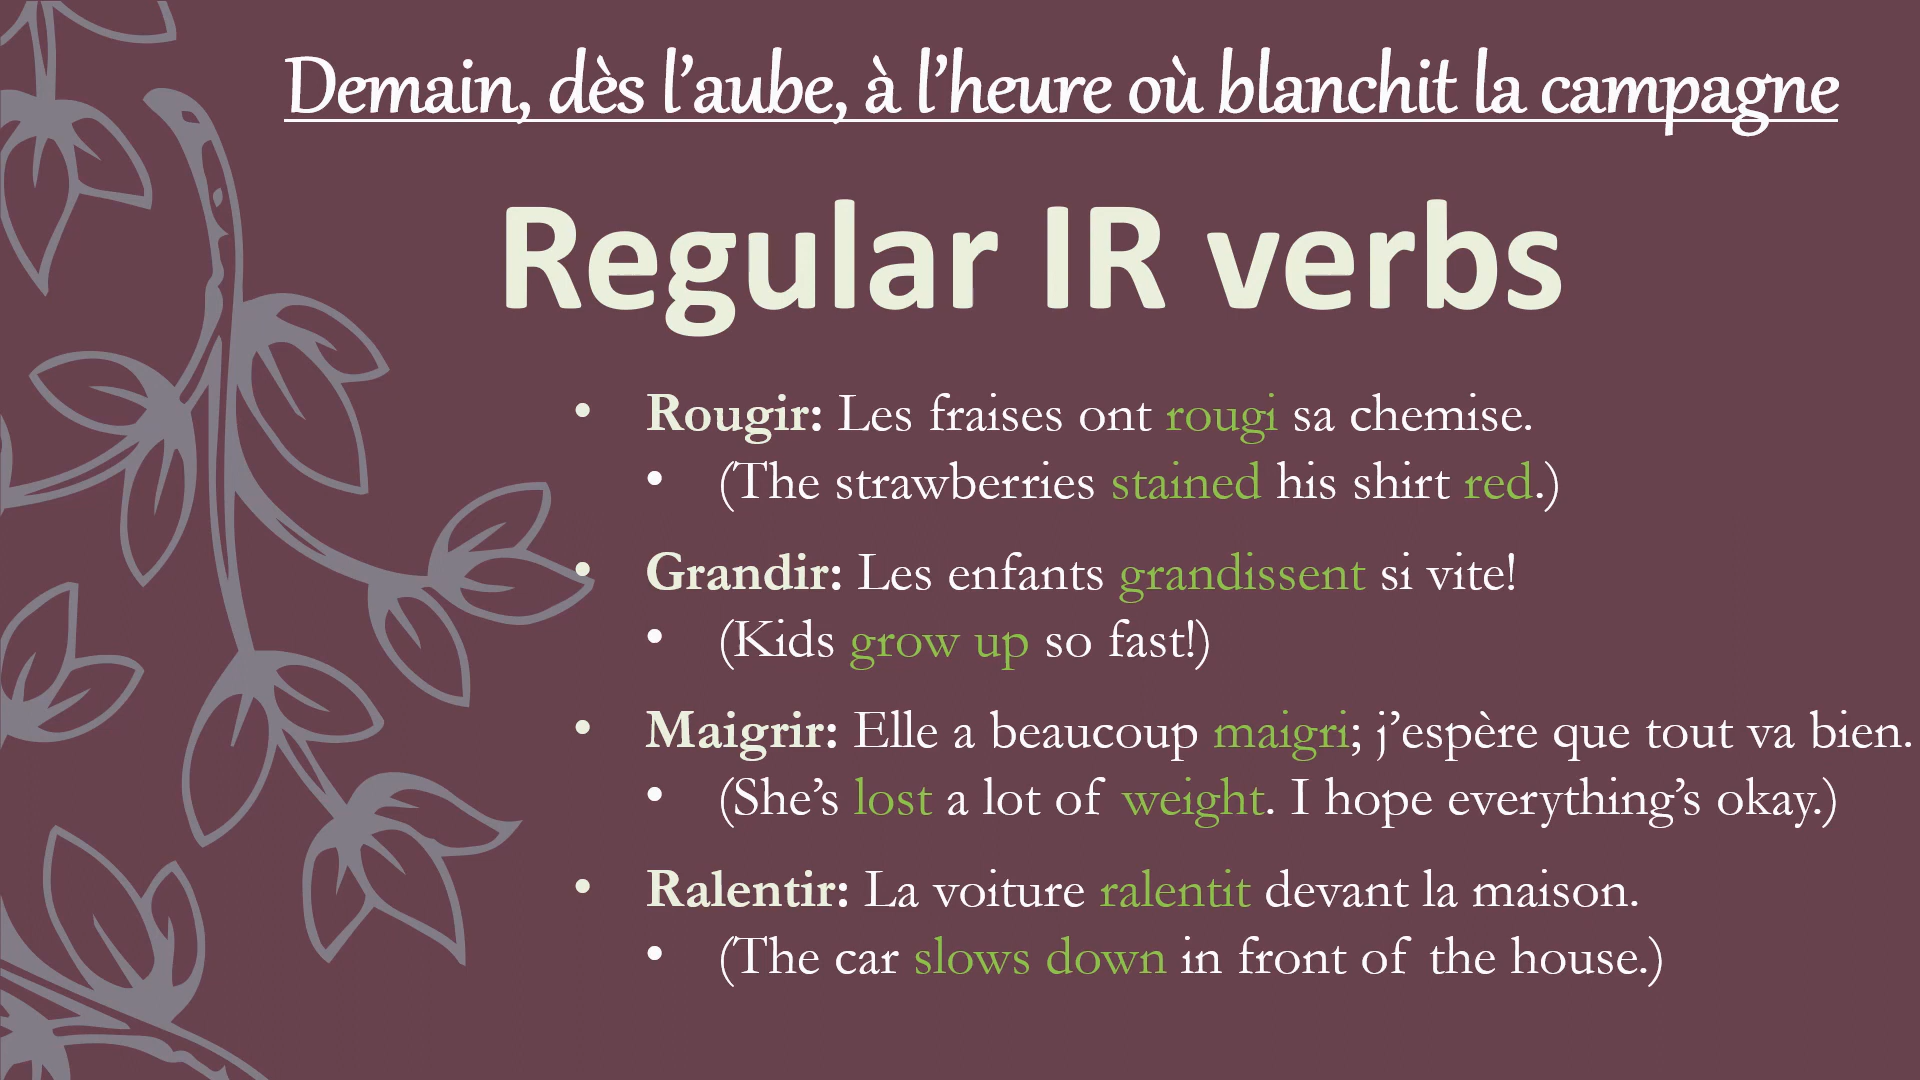 Demain, dès l’aube, à l’heure où blanchit la campagne
Regular IR verbs
• Rougir: Les fraises ont rougi sa chemise.
• (The strawberries stained his shirt red.)
• Grandir: Les enfants grandissent si vite!
• (Kids grow up so fast!)
• Maigrir: Elle a beaucoup maigri; j’espère que tout va bien.
• (She’s lost a lot of weight. I hope everything’s okay.)
• Ralentir: La voiture ralentit devant la maison.
• (The car slows down in front of the house.)